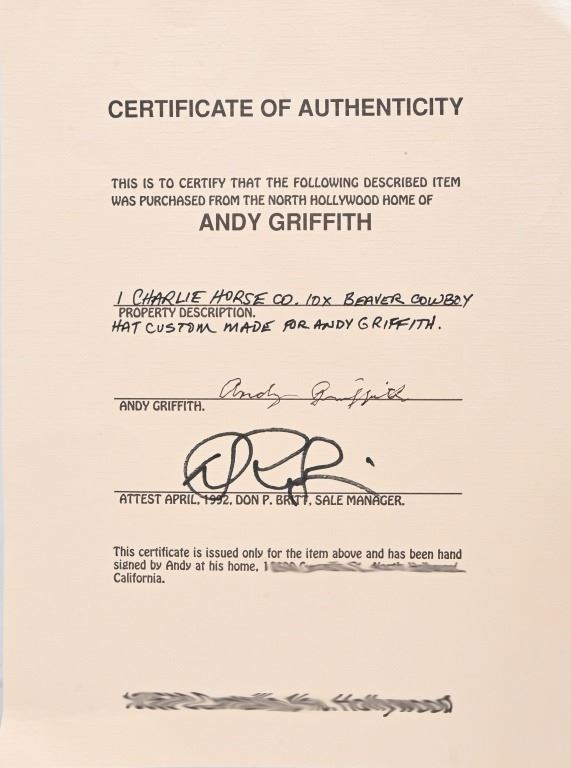 CERTIFICATE OF AUTHENTICITY
THIS IS TO CERTIFY THAT THE FOLLOWING DESCRIBED ITEM
WAS PURCHASED FROM THE NORTH HOLLYWOOD HOME OF
ANDY GRIFFITH
1 CHARLIE HORSE CO. 10X BEAVER COWBOY
PROPERTY DESCRIPTION.
HAT CUSTOM MADE FOR ANDY GRIFFITH.
Andy Griffith
ANDY GRIFFITH.
ATTEST APRIL, 1992, DON P. BRITT, SALE MANAGER.
This certificate is issued only for the item above and has been hand
signed by Andy at his home,
California.
Hollywood